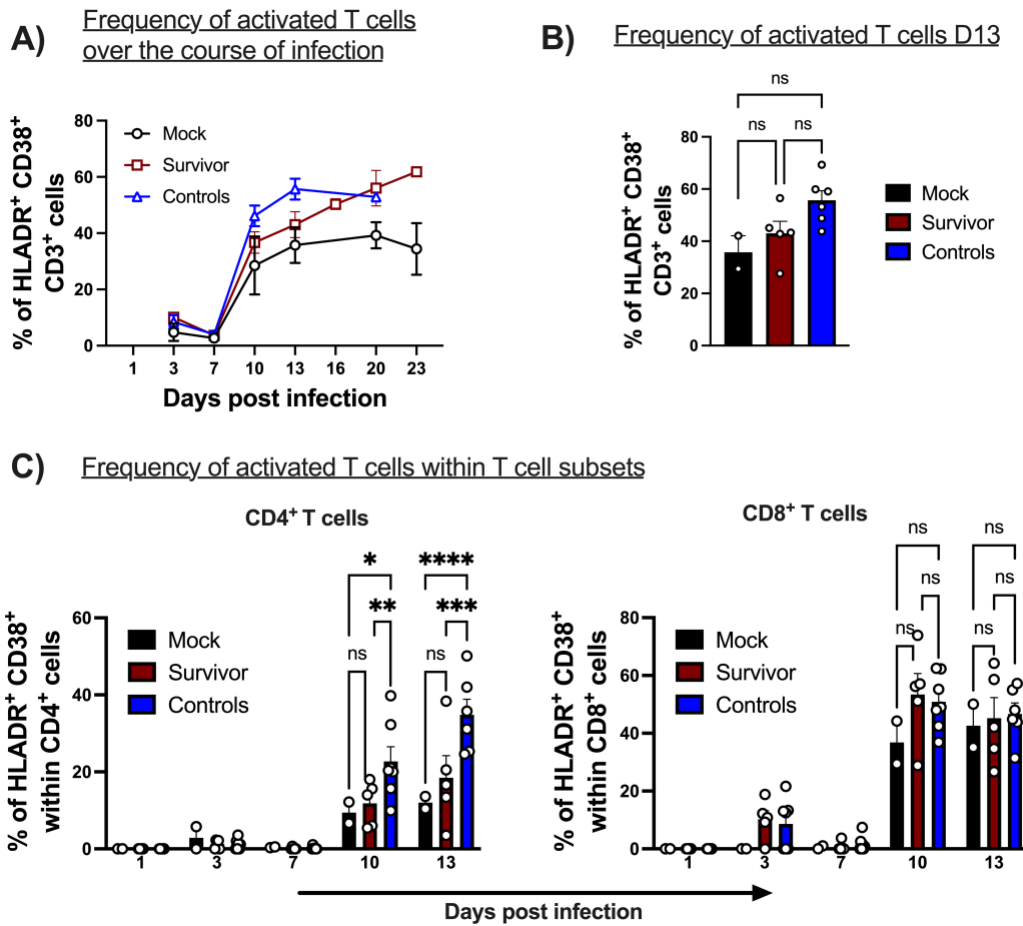 A)
Frequency of activated T cells
over the course of infection
% of HLADR⁺ CD38⁺
CD3⁺ cells
80
60
40
20
0
Mock
Survivor
Controls
1 3 7 10 13 16 20 23
Days post infection
B)
Frequency of activated T cells D13
% of HLADR⁺ CD38⁺
CD3⁺ cells
80
60
40
20
0
ns
ns ns
Mock
Survivor
Controls
C)
Frequency of activated T cells within T cell subsets
CD4⁺ T cells
% of HLADR⁺ CD38⁺
within CD4⁺ cells
60
40
20
0
Mock
Survivor
Controls
* ****
** ***
ns ns
1 3 7 10 13
CD8⁺ T cells
% of HLADR⁺ CD38⁺
within CD8⁺ cells
80
60
40
20
0
Mock
Survivor
Controls
ns ns
ns ns
ns ns
1 3 7 10 13
Days post infection